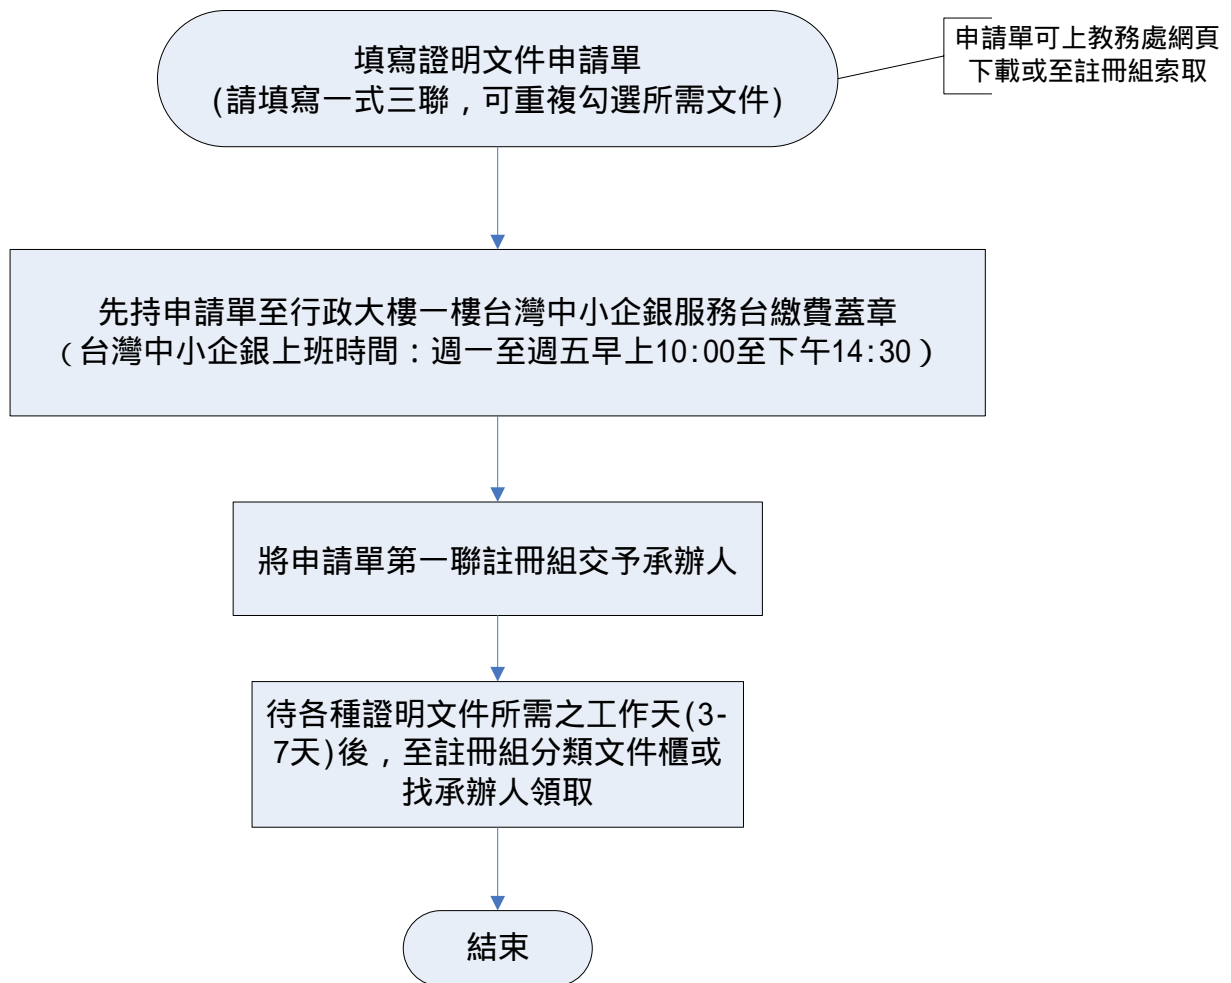 填寫證明文件申請單
(請填寫一式三聯，可重複勾選所需文件)
申請單可上教務處網頁
下載或至註冊組索取
先持申請單至行政大樓一樓台灣中小企銀服務台繳費蓋章
（台灣中小企銀上班時間：週一至週五早上10:00至下午14:30）
將申請單第一聯註冊組交予承辦人
待各種證明文件所需之工作天(3-
7天)後，至註冊組分類文件櫃或
找承辦人領取
結束